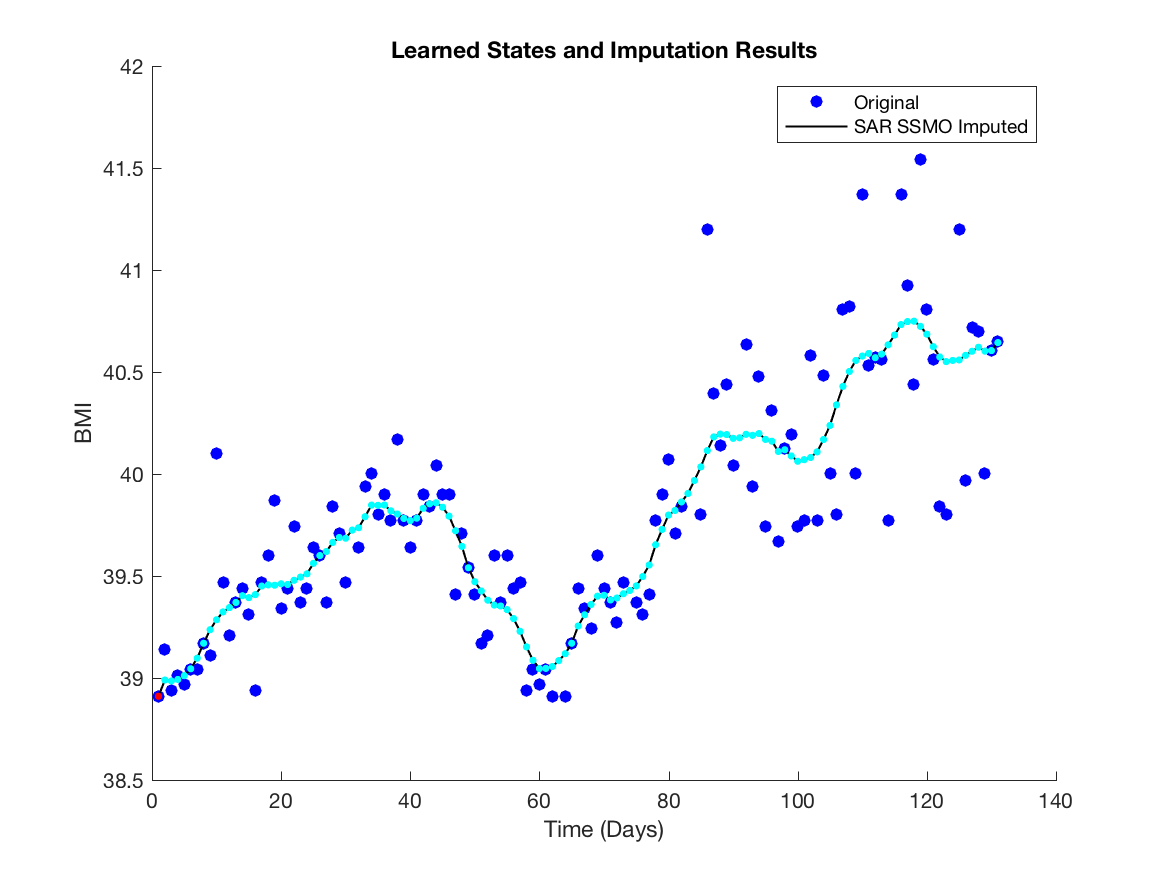 Learned States and Imputation Results
Original
SAR SSMO Imputed
42
41.5
41
40.5
40
39.5
39
38.5
BMI
0 20 40 60 80 100 120 140
Time (Days)